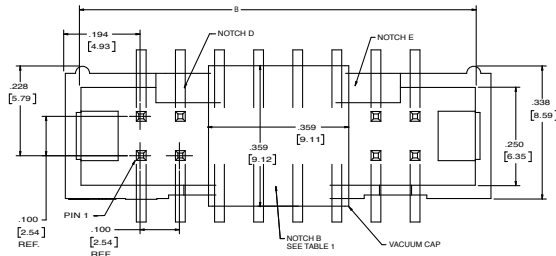 B
.194
[4.93]
NOTCH D
NOTCH E
.228
[5.79]
.338
[8.59]
.359
[9.11]
.250
[6.35]
.359
[9.12]
PIN 1
.100
[2.54]
REF.
.100
[2.54]
REF.
NOTCH B
SEE TABLE 1
VACUUM CAP